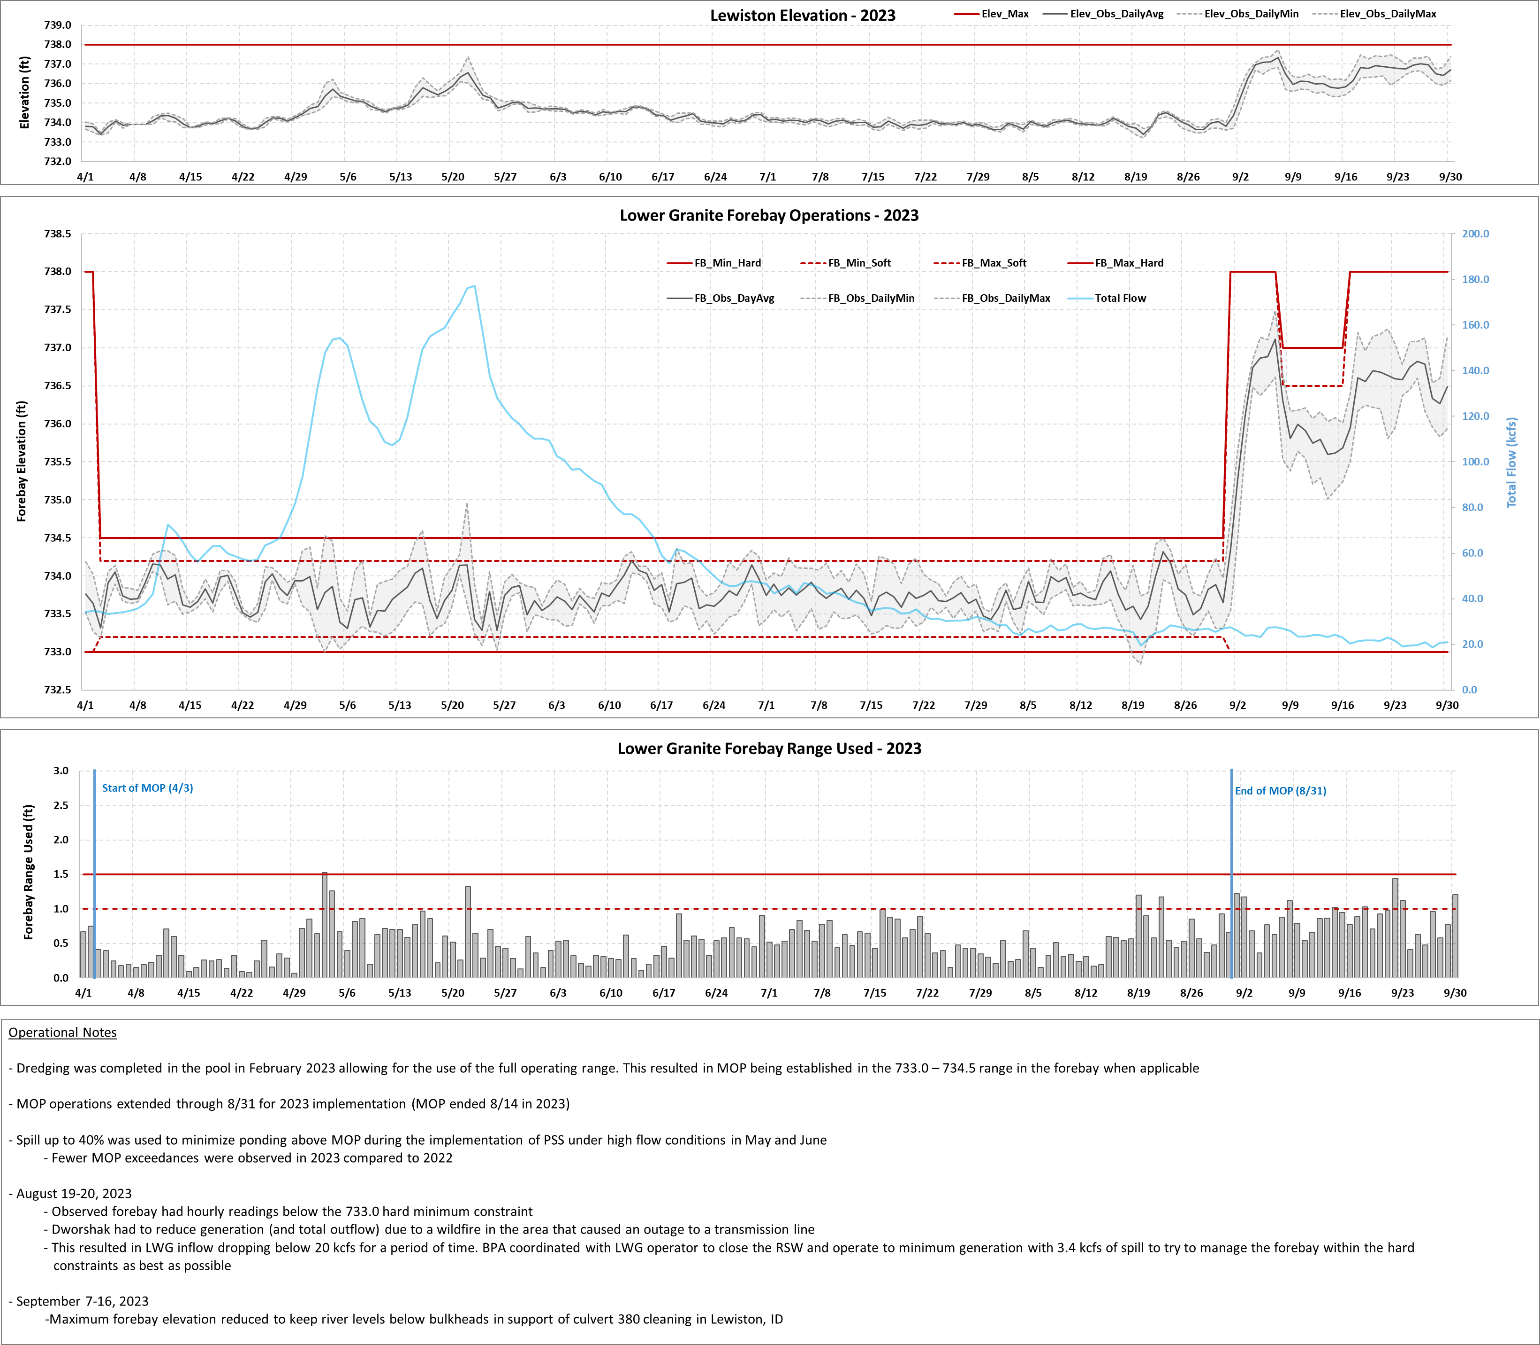 Lewiston Elevation - 2023
Elev_Max Elev_Obs_DailyAvg Elev_Obs_DailyMin Elev_Obs_DailyMax
Elevation (ft)
739.0
738.0
737.0
736.0
735.0
734.0
733.0
732.0
4/1 4/8 4/15 4/22 4/29 5/6 5/13 5/20 5/27 6/3 6/10 6/17 6/24 7/1 7/8 7/15 7/22 7/29 8/5 8/12 8/19 8/26 9/2 9/9 9/16 9/23 9/30
Lower Granite Forebay Operations - 2023
FB_Min_Hard FB_Min_Soft FB_Max_Soft FB_Max_Hard
FB_Obs_DayAvg FB_Obs_DailyMin FB_Obs_DailyMax Total Flow
Forebay Elevation (ft)
738.5
738.0
737.5
737.0
736.5
736.0
735.5
735.0
734.5
734.0
733.5
733.0
732.5
200.0
180.0
160.0
140.0
120.0
100.0
80.0
60.0
40.0
20.0
0.0
Total Flow (kcfs)
4/1 4/8 4/15 4/22 4/29 5/6 5/13 5/20 5/27 6/3 6/10 6/17 6/24 7/1 7/8 7/15 7/22 7/29 8/5 8/12 8/19 8/26 9/2 9/9 9/16 9/23 9/30
Lower Granite Forebay Range Used - 2023
Forebay Range Used (ft)
3.0
2.5
2.0
1.5
1.0
0.5
0.0
Start of MOP (4/3)
End of MOP (8/31)
4/1 4/8 4/15 4/22 4/29 5/6 5/13 5/20 5/27 6/3 6/10 6/17 6/24 7/1 7/8 7/15 7/22 7/29 8/5 8/12 8/19 8/26 9/2 9/9 9/16 9/23 9/30
Operational Notes
- Dredging was completed in the pool in February 2023 allowing for the use of the full operating range. This resulted in MOP being established in the 733.0 – 734.5 range in the forebay when applicable
- MOP operations extended through 8/31 for 2023 implementation (MOP ended 8/14 in 2023)
- Spill up to 40% was used to minimize ponding above MOP during the implementation of PSS under high flow conditions in May and June
- Fewer MOP exceedances were observed in 2023 compared to 2022
- August 19-20, 2023
- Observed forebay had hourly readings below the 733.0 hard minimum constraint
- Dworshak had to reduce generation (and total outflow) due to a wildfire in the area that caused an outage to a transmission line
- This resulted in LWG inflow dropping below 20 kcfs for a period of time. BPA coordinated with LWG operator to close the RSW and operate to minimum generation with 3.4 kcfs of spill to try to manage the forebay within the hard
constraints as best as possible
- September 7-16, 2023
-Maximum forebay elevation reduced to keep river levels below bulkheads in support of culvert 380 cleaning in Lewiston, ID